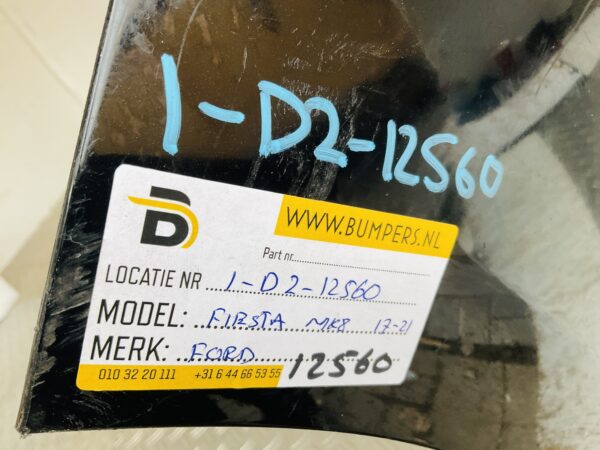 1-D2-12560
WWW.BUMPERS.NL
Part nr.
LOCATIE NR 1-D2-12560
MODEL: FIESTA MK8 17-21
MERK: FORD
12560
010 32 20 111 +31 6 44 66 53 55